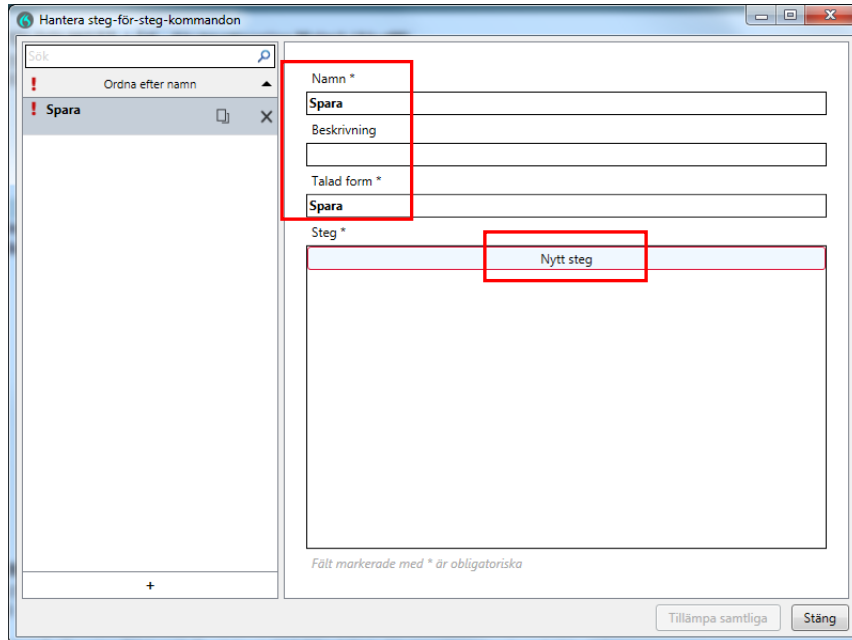 Hantera steg-för-steg-kommandon
Sök
! Ordna efter namn
! Spara
+
Namn *
Spara
Beskrivning
Talad form *
Spara
Steg *
Nytt steg
Fält markerade med * är obligatoriska
Tillämpa samtliga
Stäng